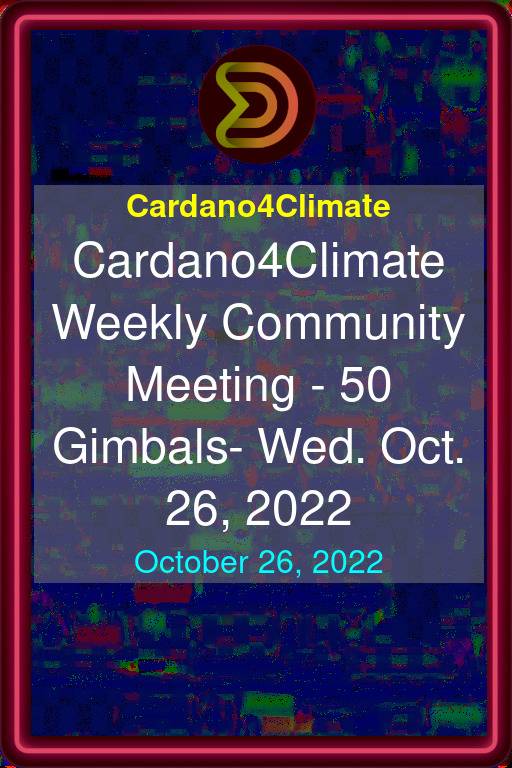 Cardano4Climate
Cardano4Climate
Weekly Community
Meeting - 50
Gimbals- Wed. Oct.
26, 2022
October 26, 2022